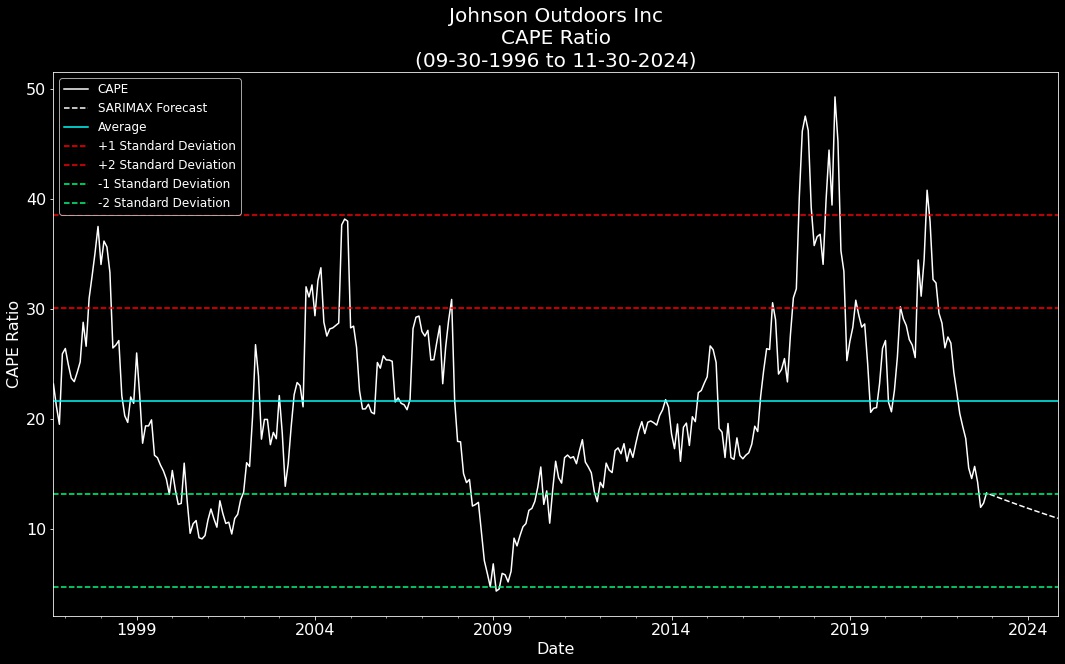 Johnson Outdoors Inc
CAPE Ratio
(09-30-1996 to 11-30-2024)
CAPE
SARIMAX Forecast
Average
+1 Standard Deviation
+2 Standard Deviation
-1 Standard Deviation
-2 Standard Deviation
50
40
30
20
10
CAPE Ratio
1999 2004 2009 2014 2019 2024
Date